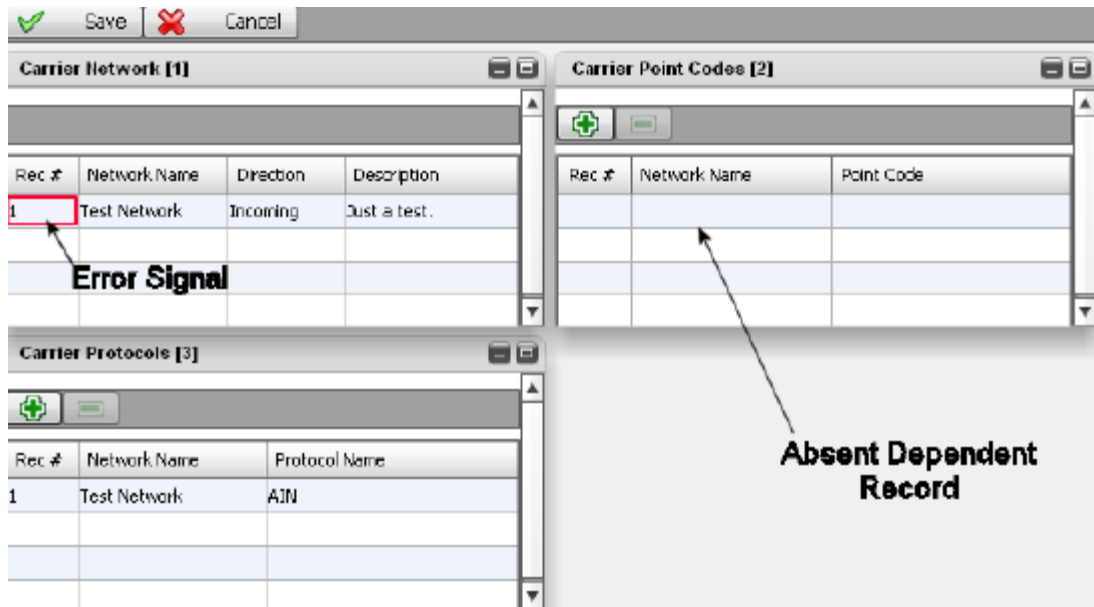 Save Cancel
Carrier Network [1]
Rec # Network Name Direction Description
1 Test Network Incoming Just a test.
Error Signal
Carrier Point Codes [2]
Rec # Network Name Point Code
Absent Dependent
Record
Carrier Protocols [3]
Rec # Network Name Protocol Name
1 Test Network AIN